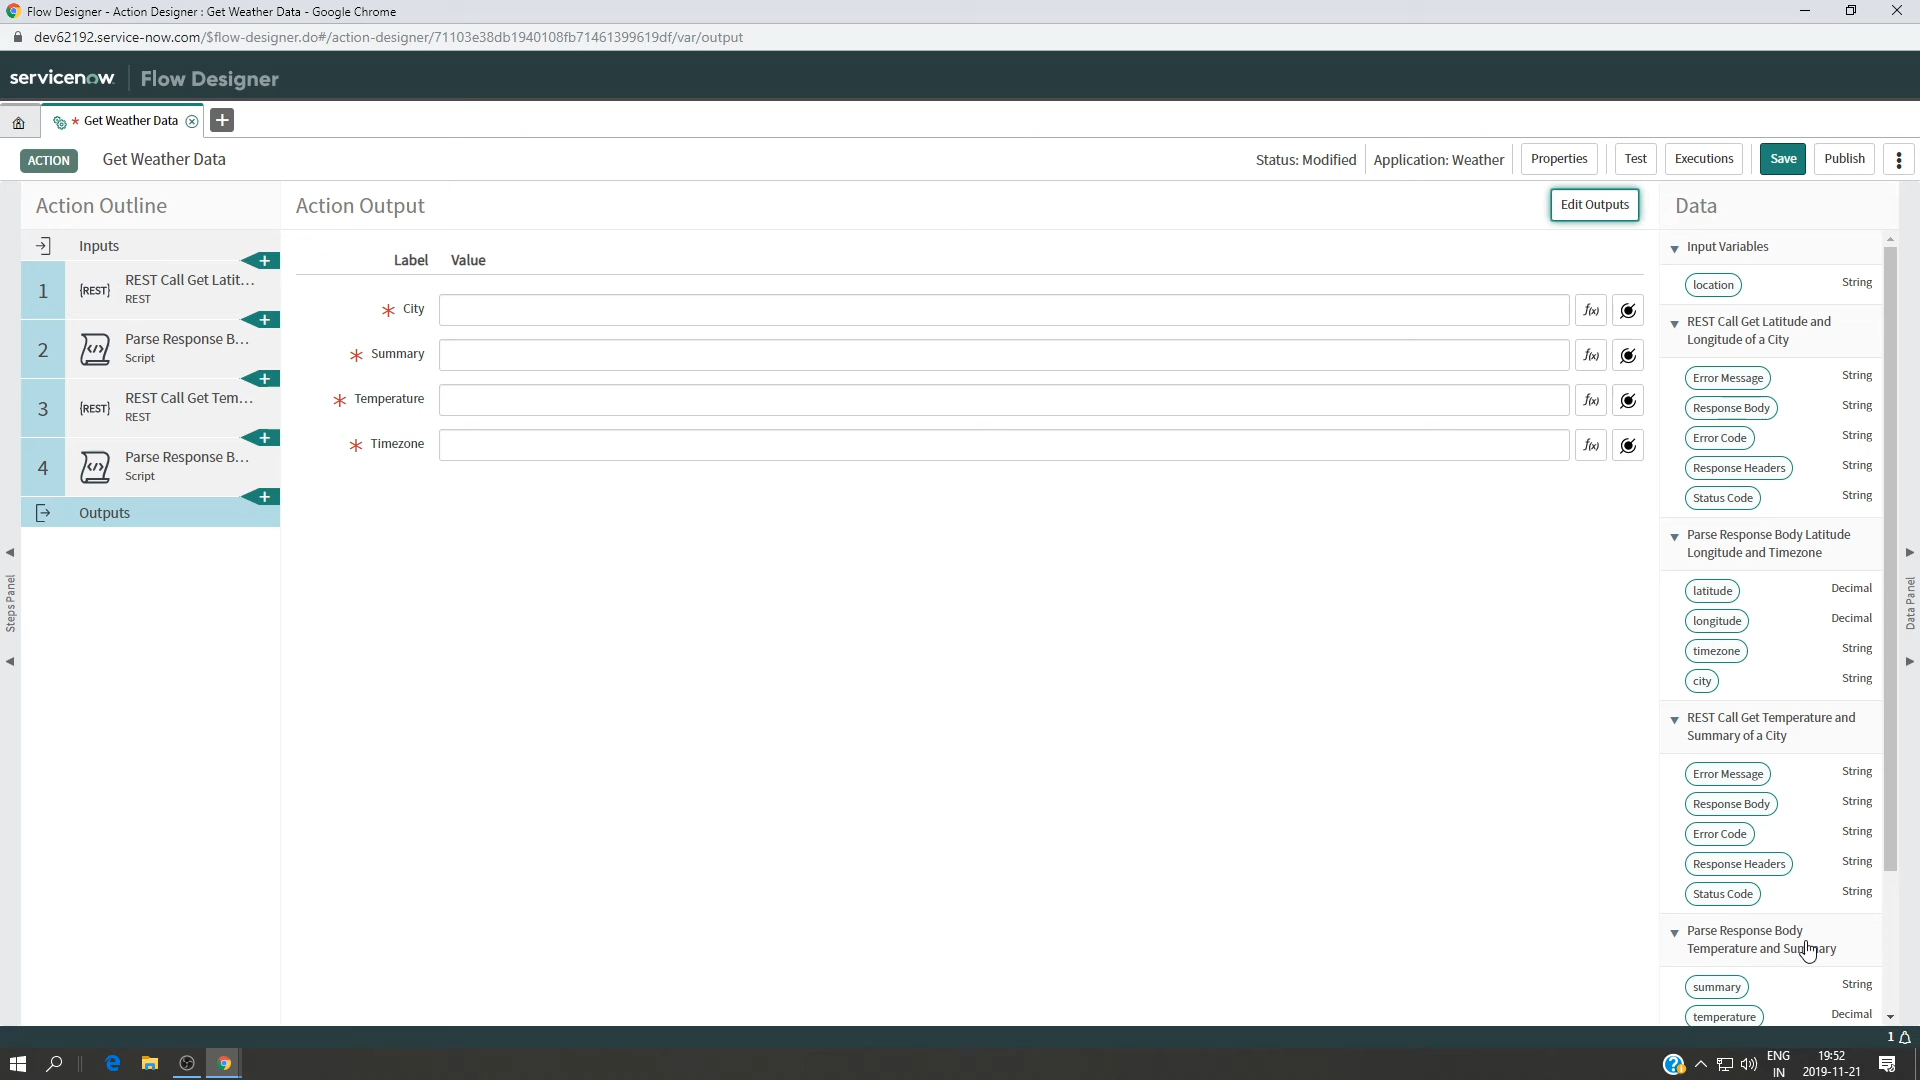 Flow Designer - Action Designer : Get Weather Data - Google Chrome
dev62192.service-now.com/$flow-designer.do#/action-designer/71103e38db1940108fb71461399619df/var/output
servicenow Flow Designer
* Get Weather Data
ACTION Get Weather Data Status: Modified Application: Weather Properties Test Executions Save Publish
Action Outline
Inputs
1 {REST} REST Call Get Latit...
REST
2 Parse Response B...
Script
3 {REST} REST Call Get Tem...
REST
4 Parse Response B...
Script
Outputs
Steps Panel
Action Output Edit Outputs
Label Value
* City f(x)
* Summary f(x)
* Temperature f(x)
* Timezone f(x)
Data
Input Variables
location String
REST Call Get Latitude and
Longitude of a City
Error Message String
Response Body String
Error Code String
Response Headers String
Status Code String
Parse Response Body Latitude
Longitude and Timezone
latitude Decimal
longitude Decimal
timezone String
city String
REST Call Get Temperature and
Summary of a City
Error Message String
Response Body String
Error Code String
Response Headers String
Status Code String
Parse Response Body
Temperature and Summary
summary String
temperature Decimal
Data Panel
1
ENG
IN
19:52
2019-11-21